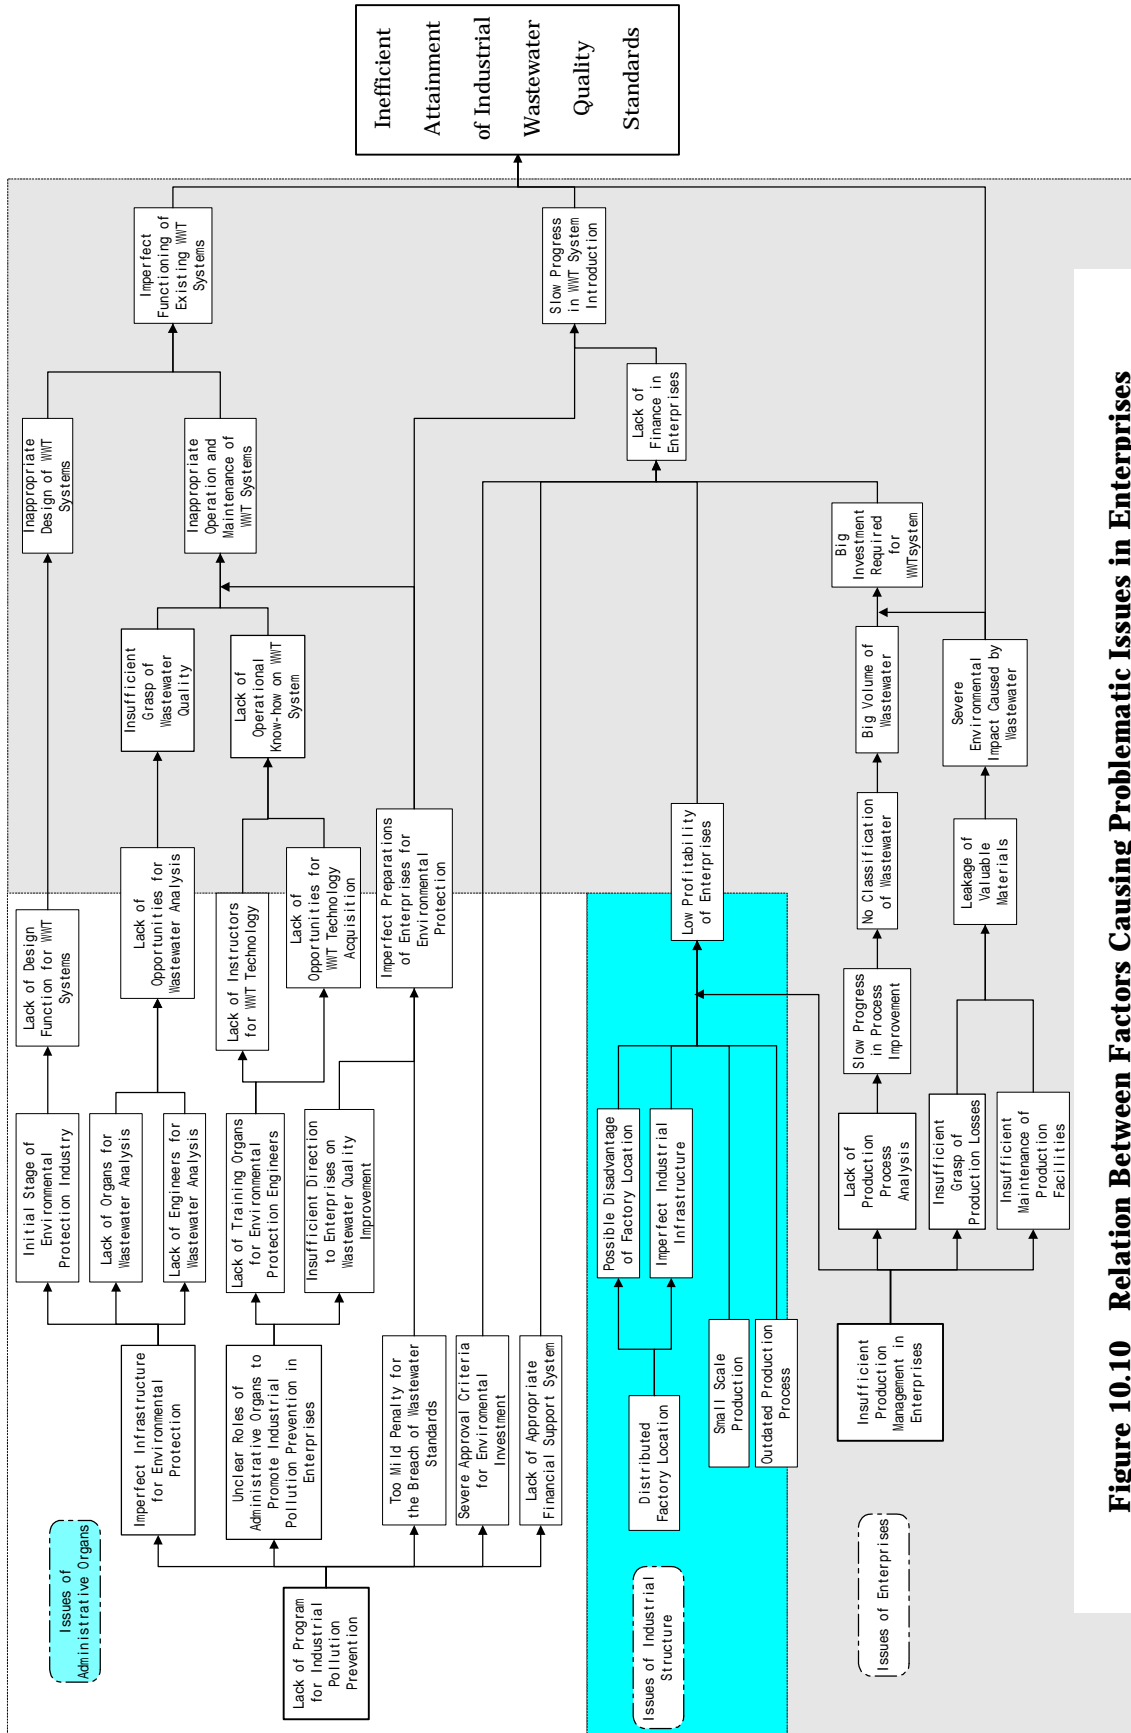 Issues of
Administrative Organs
Lack of Program
for Industrial
Pollution
Prevention
Imperfect Infrastructure
for Environmental
Protection
Unclear Roles of
Administrative Organs to
Promote Industrial
Pollution Prevention in
Enterprises
Too Mild Penalty for
the Breach of Wastewater
Standards
Severe Approval Criteria
for Enviromental
Investment
Lack of Appropriate
Financial Support System
Initial Stage of
Environmental
Protection Industry
Lack of Organs for
Wastewater Analysis
Lack of Engineers for
Wastewater Analysis
Lack of Training Organs
for Environmental
Protection Engineers
Insufficient Direction
to Enterprises on
Wastewater Quality
Improvement
Lack of Design
Function for WWT
Systems
Lack of
Opportunities for
Wastewater Analysis
Lack of Instructors
for WWT Technology
Lack of
Opportunities for
WWT Technology
Acquisition
Imperfect Preparations
of Enterprises for
Environmental
Protection
Insufficient
Grasp of
Wastewater
Quality
Lack of
Operational
Know-how on WWT
System
Inappropriate
Design of WWT
Systems
Inappropriate
Operation and
Maintenance of
WWT Systems
Imperfect
Functioning of
Existing WWT
Systems
Slow Progress
in WWT System
Introduction
Lack of
Finance in
Enterprises
Inefficient
Attainment
of Industrial
Wastewater
Quality
Standards
Issues of Industrial
Structure
Distributed
Factory Location
Small Scale
Production
Outdated Production
Process
Possible Disadvantage
of Factory Location
Imperfect Industrial
Infrastructure
Low Profitability
of Enterprises
Issues of Enterprises
Insufficient
Production
Management in
Enterprises
Lack of
Production
Process
Analysis
Insufficient
Grasp of
Production Losses
Insufficient
Maintenance of
Production
Facilities
Slow Progress
in Process
Improvement
No Classification
of Wastewater
Leakage of
Valuable
Materials
Big Volume of
Wastewater
Severe
Environmental
Impact Caused by
Wastewater
Big
Investment
Required
for
WWTsystem
Figure 10.10 Relation Between Factors Causing Problematic Issues in Enterprises